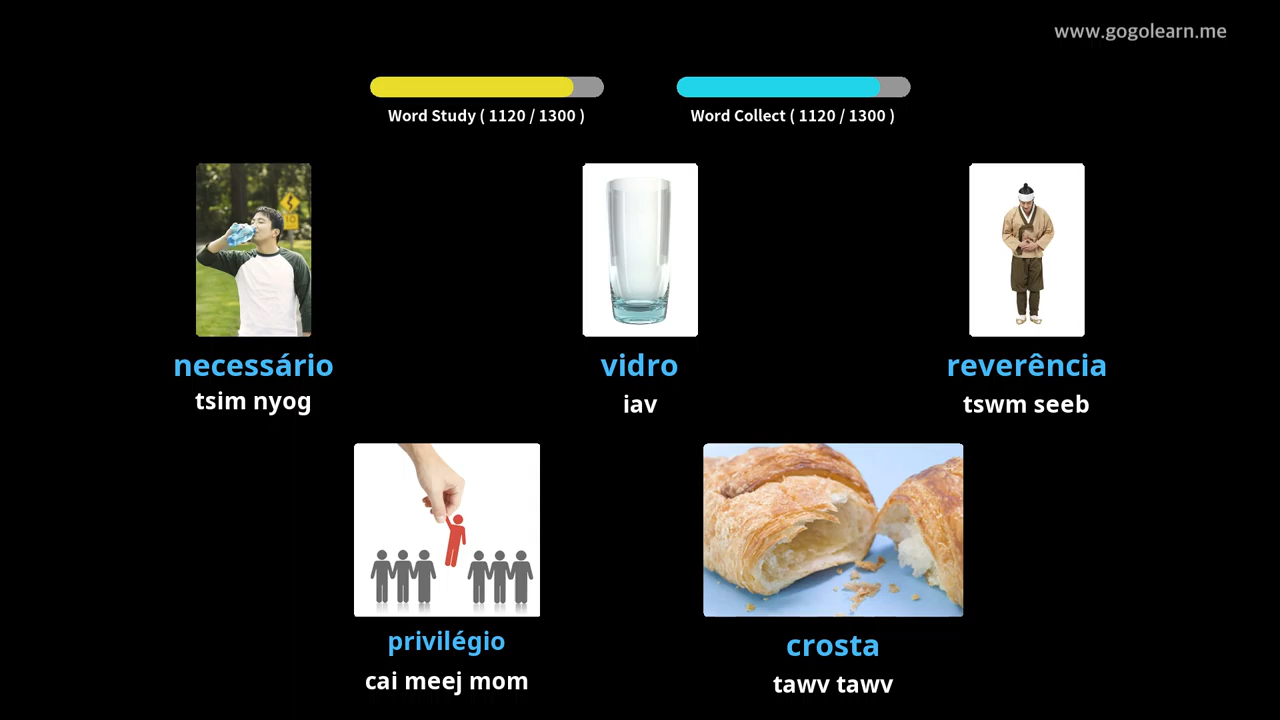 www.gogolearn.me
Word Study ( 1120 / 1300 )
Word Collect ( 1120 / 1300 )
necessário
tsim nyog
vidro
iav
reverência
tswm seeb
privilégio
cai meej mom
crosta
tawv tawv